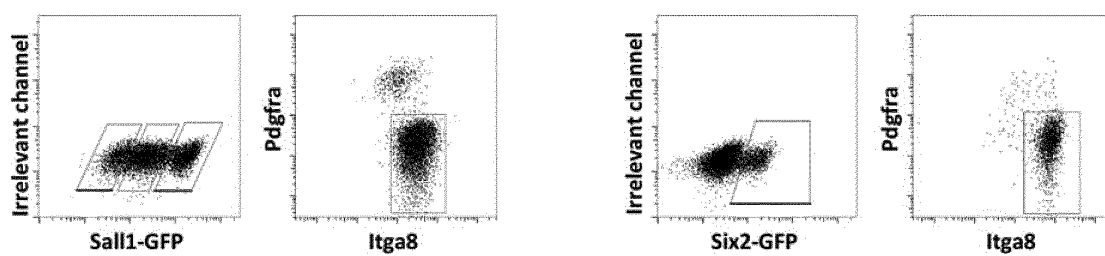 Irrelevant channel
Sall1-GFP
Pdgfra
Itga8
Irrelevant channel
Six2-GFP
Pdgfra
Itga8